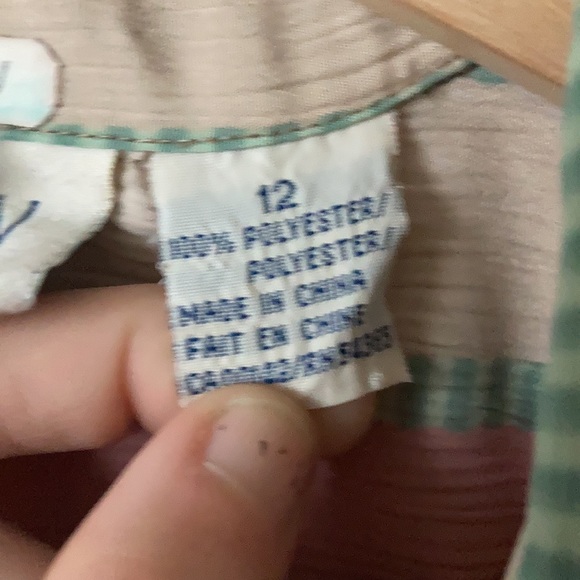 12
100% POLYESTER/
POLYESTER/
MADE IN CHINA
FAIT EN CHINE